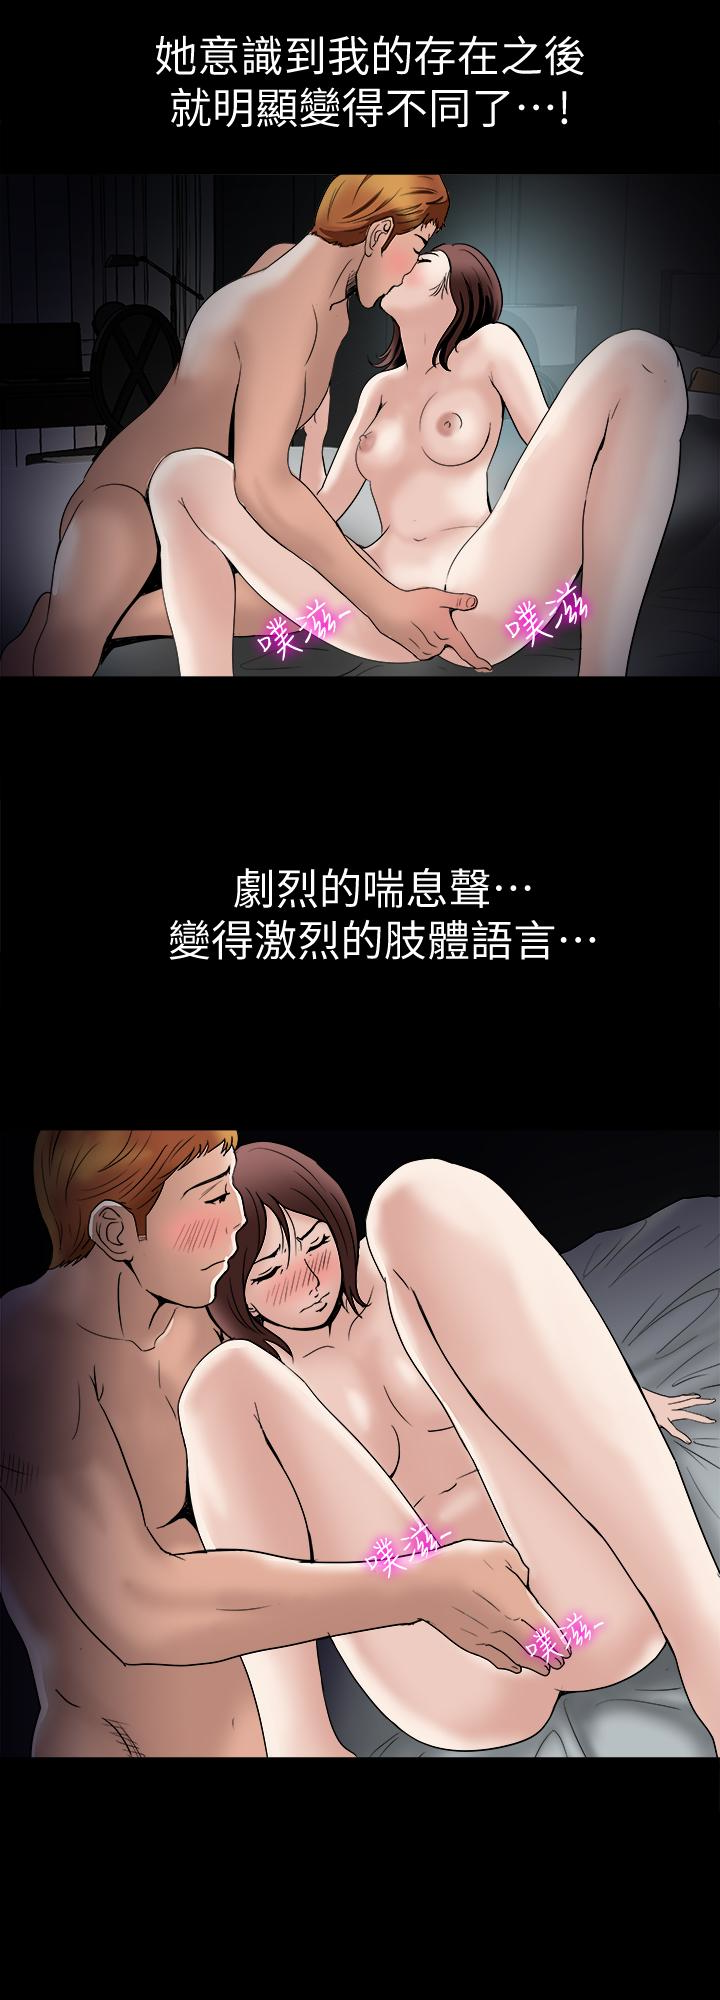 她意識到我的存在之後
就明顯變得不同了⋯!
噗滋~
噗滋
劇烈的喘息聲⋯
變得激烈的肢體語言⋯
噗滋~
噗滋~